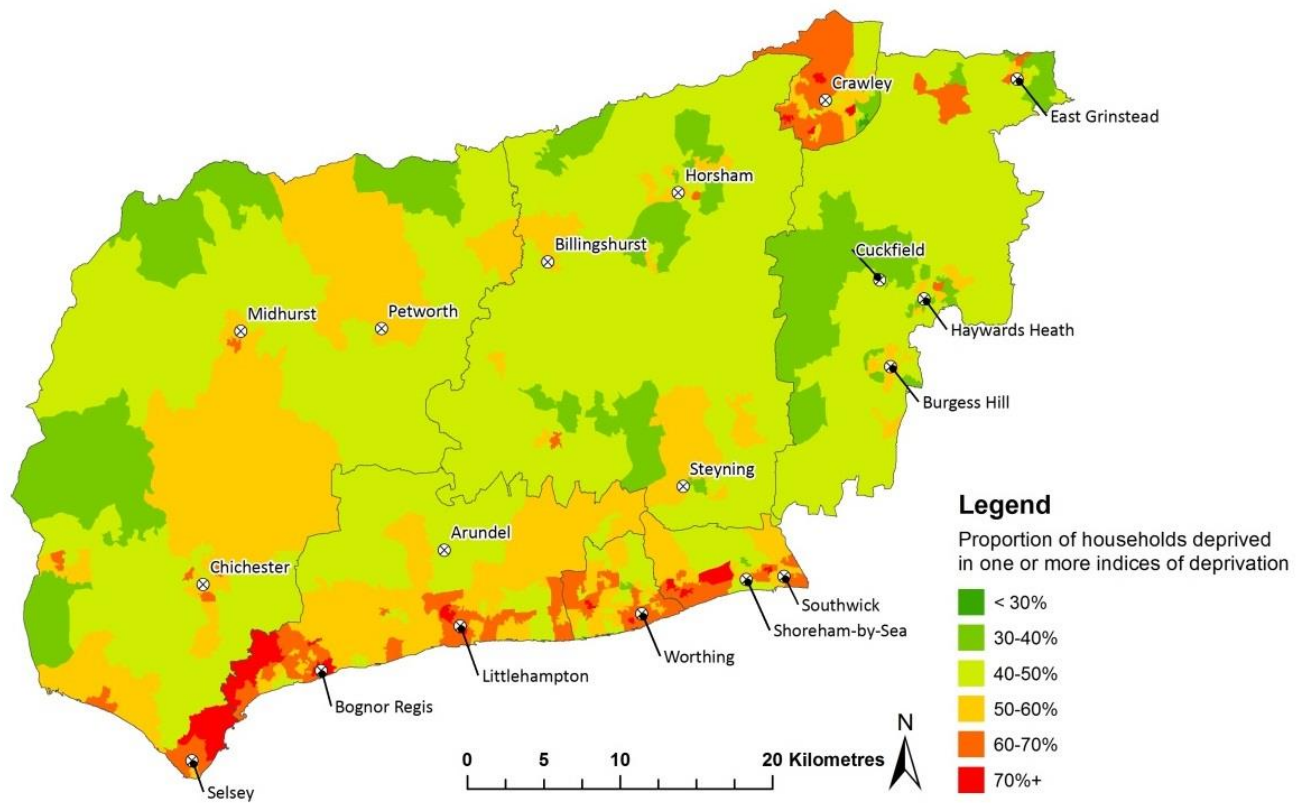 Crawley
East Grinstead
Horsham
Billingshurst
Cuckfield
Midhurst
Petworth
Haywards Heath
Burgess Hill
Steyning
Arundel
Chichester
Southwick
Shoreham-by-Sea
Worthing
Littlehampton
Bognor Regis
Selsey
Legend
Proportion of households deprived
in one or more indices of deprivation
< 30%
30-40%
40-50%
50-60%
60-70%
70%+
N
0 5 10 20 Kilometres